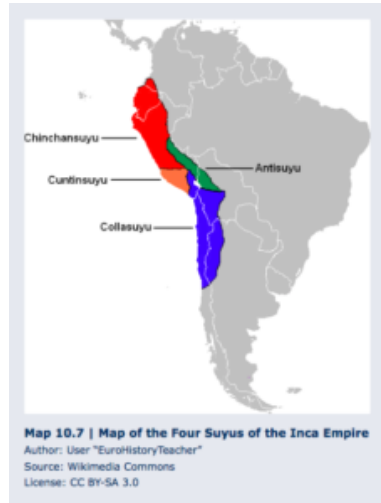 Chinchansuyu
Antisuyu
Cuntinsuyu
Collasuyu
Map 10.7 | Map of the Four Suyus of the Inca Empire
Author: User "EuroHistoryTeacher"
Source: Wikimedia Commons
License: CC BY-SA 3.0